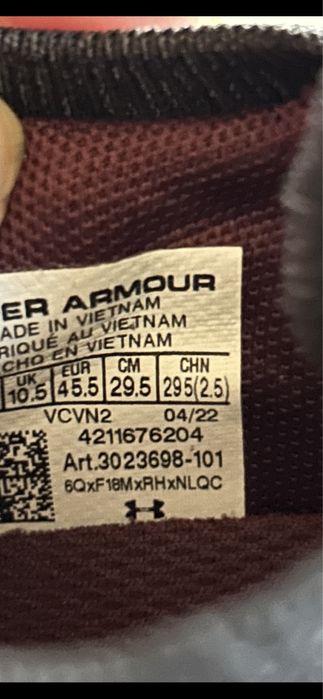 ER ARMOUR
ADE IN VIETNAM
RIQUÉ AU VIETNAM
CHO EN VIETNAM
UK EUR CM CHN
10.5 45.5 29.5 295(2.5)
VCVN2 04/22
4211676204
Art.3023698-101
6QxF18MxRHxNLQC